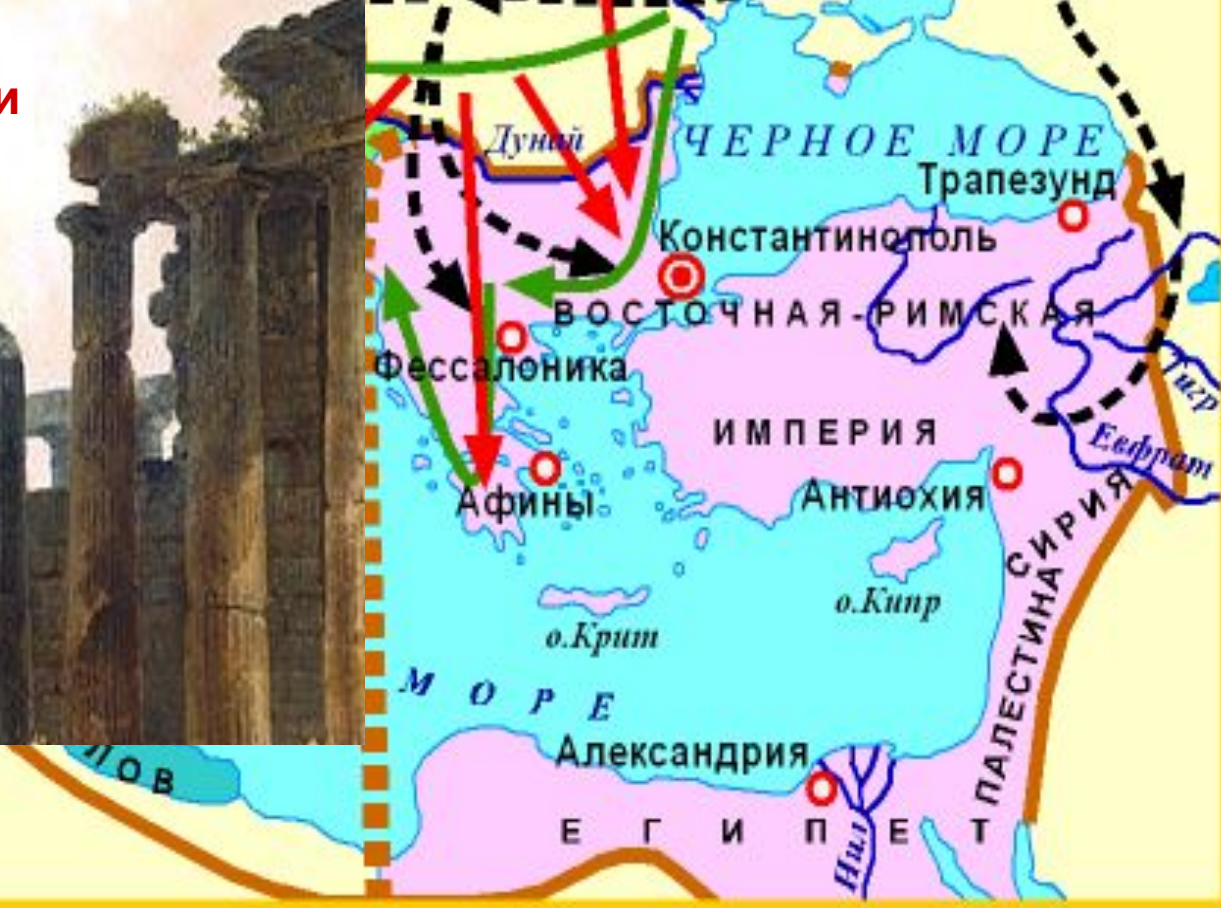 и
Дунай
ЧЕРНОЕ МОРЕ
Трапезунд
Константинополь
ВОСТОЧНАЯ-РИМСКАЯ
Фессалоника
Тигр
ИМПЕРИЯ
Евфрат
Афины
Антиохия
СИРИЯ
о.Кипр
о.Крит
ПАЛЕСТИНА
МОРЕ
Александрия
ЛОВ
ЕГИПЕТ
Нил